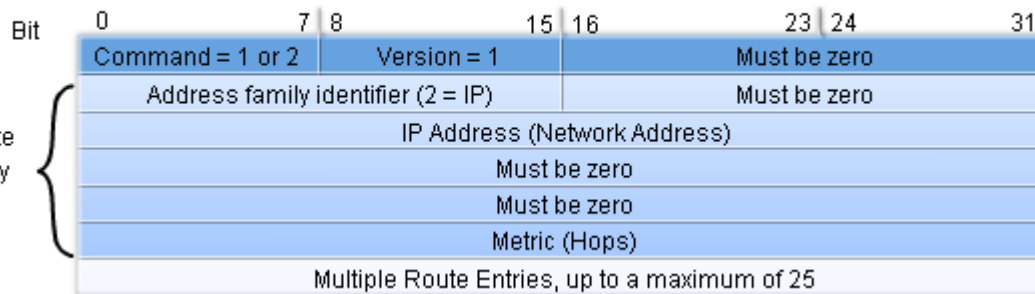 Bit 0 7 8 15 16 23 24 31
Command = 1 or 2 Version = 1 Must be zero
Address family identifier (2 = IP) Must be zero
IP Address (Network Address)
Must be zero
Must be zero
Metric (Hops)
Multiple Route Entries, up to a maximum of 25